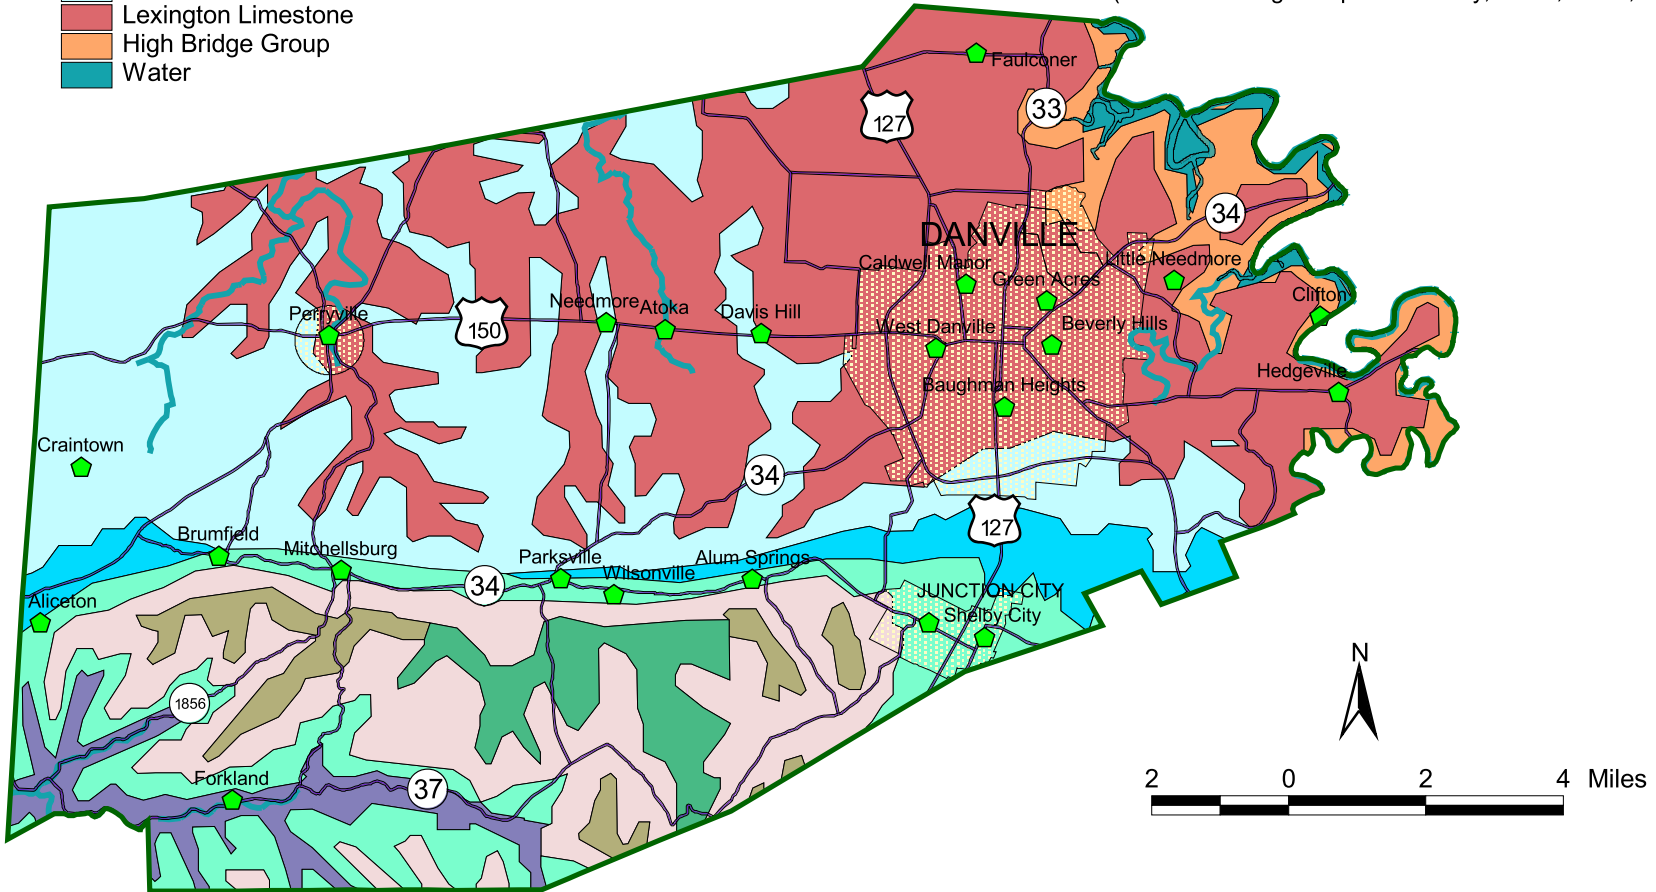 Lexington Limestone
High Bridge Group
Water
Faulconer
127
33
34
DANVILLE
Caldwell Manor
Little Needmore
Green Acres
Clifton
Needmore
Atoka
Davis Hill
Perryville
150
West Danville
Beverly Hills
Hedgeville
Baughman Heights
Craintown
34
127
Brumfield
Mitchellsburg
Parksville
Alum Springs
Wilsonville
34
JUNCTION CITY
Shelby City
Aliceton
N
1856
Forkland
37
2 0 2 4 Miles